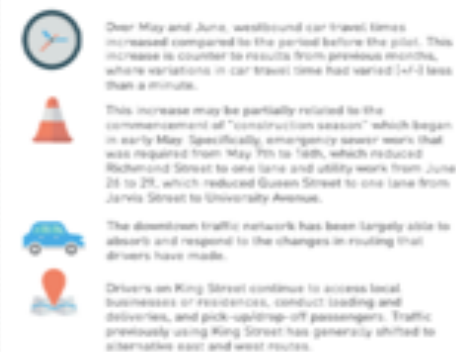 Over May and June, westbound car travel times
increased compared to the period before the pilot. This
increase is counter to results from previous months,
where variations in car travel time had varied (+/-) less
than a minute.
This increase may be partially related to the
commencement of "construction season" which began
in early May. Specifically, emergency sewer work that
was required from May 7th to 16th, which reduced
Richmond Street to one lane and utility work from June
26 to 29, which reduced Queen Street to one lane from
Jarvis Street to University Avenue.
The downtown traffic network has been largely able to
absorb and respond to the changes in routing that
drivers have made.
Drivers on King Street continue to access local
businesses or residences, conduct loading and
deliveries, and pick-up/drop-off passengers. Traffic
previously using King Street has generally shifted to
alternative east and west routes.